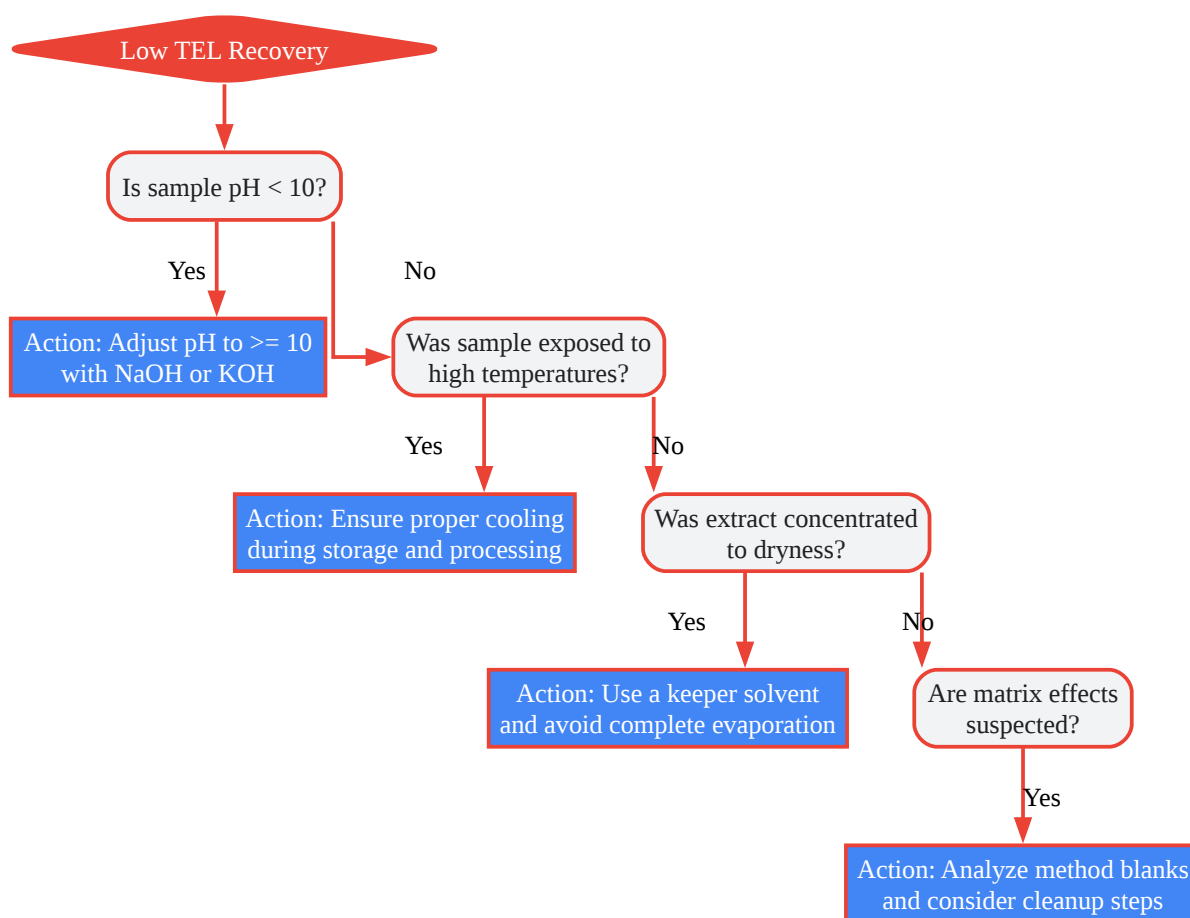 Low TEL Recovery
Is sample pH < 10?
Yes
No
Action: Adjust pH to >= 10
with NaOH or KOH
Was sample exposed to
high temperatures?
Yes
No
Action: Ensure proper cooling
during storage and processing
Was extract concentrated
to dryness?
Yes
No
Action: Use a keeper solvent
and avoid complete evaporation
Are matrix effects
suspected?
Yes
Action: Analyze method blanks
and consider cleanup steps